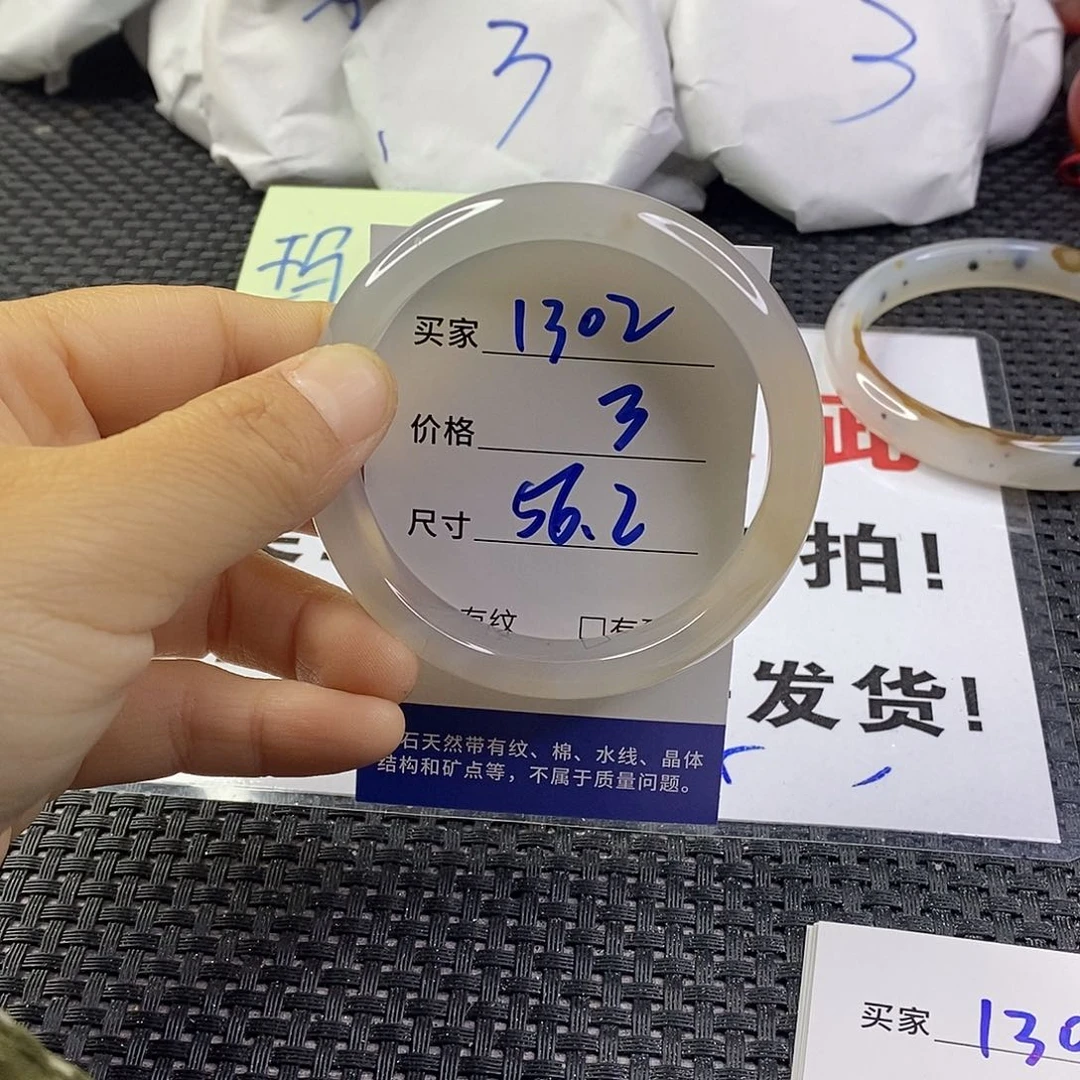 3
3
玛
买家 1302
价格 3
尺寸 56.2
有纹 □有
拍!
发货!
石天然带有纹、棉、水线、晶体
结构和矿点等，不属于质量问题。
买家 130